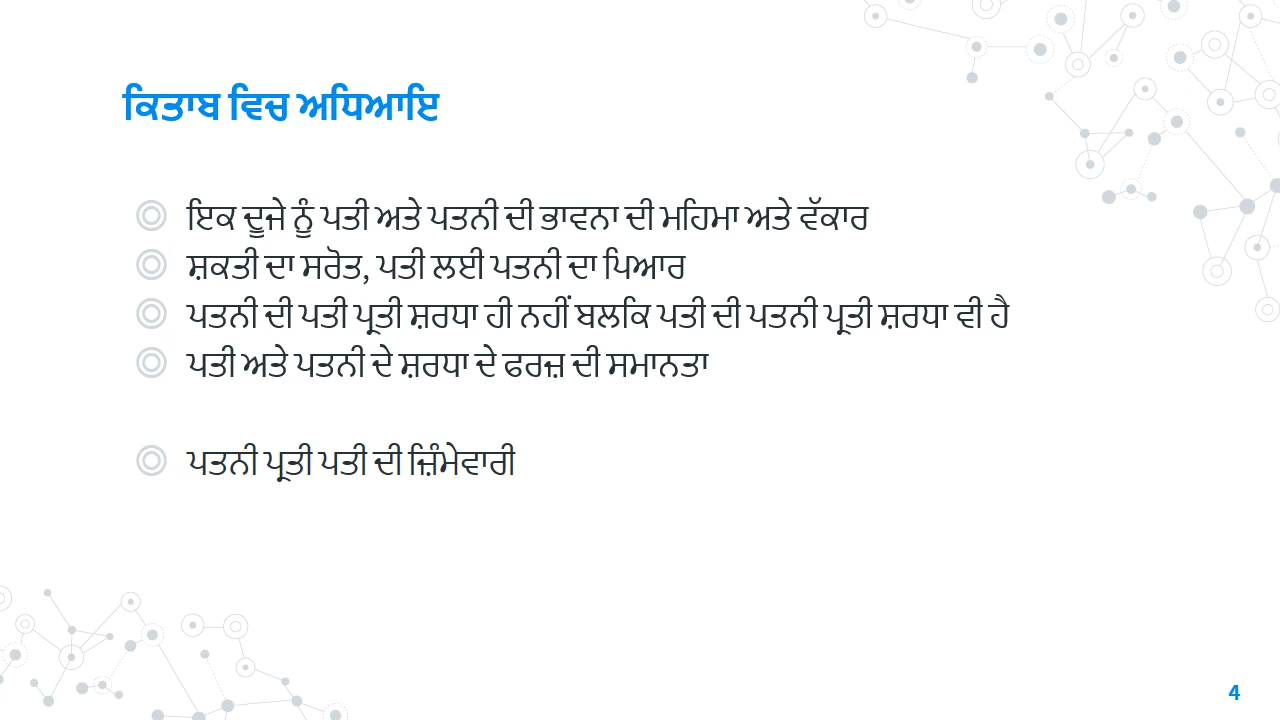 ਕਿਤਾਬ ਵਿਚ ਅਧਿਆਇ
ਇਕ ਦੂਜੇ ਨੂੰ ਪਤੀ ਅਤੇ ਪਤਨੀ ਦੀ ਭਾਵਨਾ ਦੀ ਮਹਿਮਾ ਅਤੇ ਵੱਕਾਰ
ਸ਼ਕਤੀ ਦਾ ਸਰੋਤ, ਪਤੀ ਲਈ ਪਤਨੀ ਦਾ ਪਿਆਰ
ਪਤਨੀ ਦੀ ਪਤੀ ਪ੍ਰਤੀ ਸ਼ਰਧਾ ਹੀ ਨਹੀਂ ਬਲਕਿ ਪਤੀ ਦੀ ਪਤਨੀ ਪ੍ਰਤੀ ਸ਼ਰਧਾ ਵੀ ਹੈ
ਪਤੀ ਅਤੇ ਪਤਨੀ ਦੇ ਸ਼ਰਧਾ ਦੇ ਫਰਜ਼ ਦੀ ਸਮਾਨਤਾ
ਪਤਨੀ ਪ੍ਰਤੀ ਪਤੀ ਦੀ ਜ਼ਿੰਮੇਵਾਰੀ
4